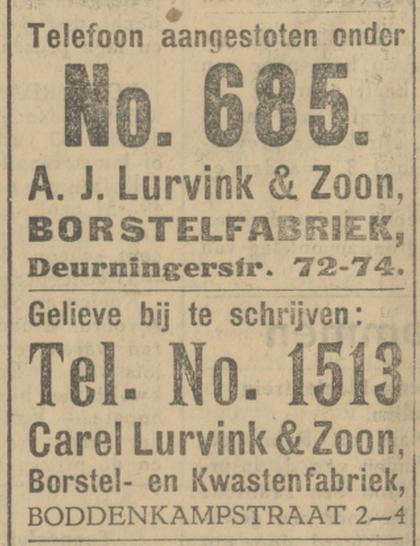 Telefoon aangestoten onder
No. 685.
A. J. Lurvink & Zoon,
BORSTELFABRIEK,
Deurningerstr. 72-74.
Gelieve bij te schrijven:
Tel. No. 1513
Carel Lurvink & Zoon,
Borstel- en Kwastenfabriek,
BODDENKAMPSTRAAT 2—4